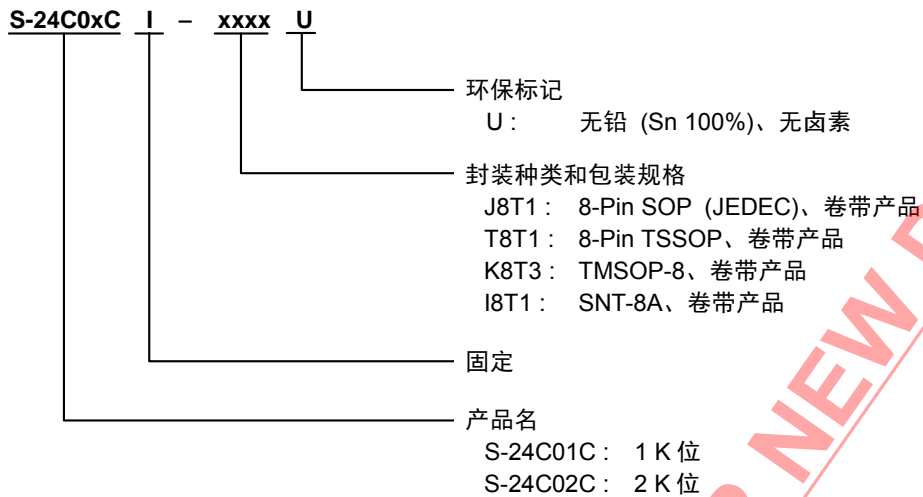 S-24C0xC I – xxxx U
环保标记
U : 无铅 (Sn 100%)、无卤素
封装种类和包装规格
J8T1 : 8-Pin SOP (JEDEC)、卷带产品
T8T1 : 8-Pin TSSOP、卷带产品
K8T3 : TMSOP-8、卷带产品
I8T1 : SNT-8A、卷带产品
固定
产品名
S-24C01C : 1 K 位
S-24C02C : 2 K 位
NEW